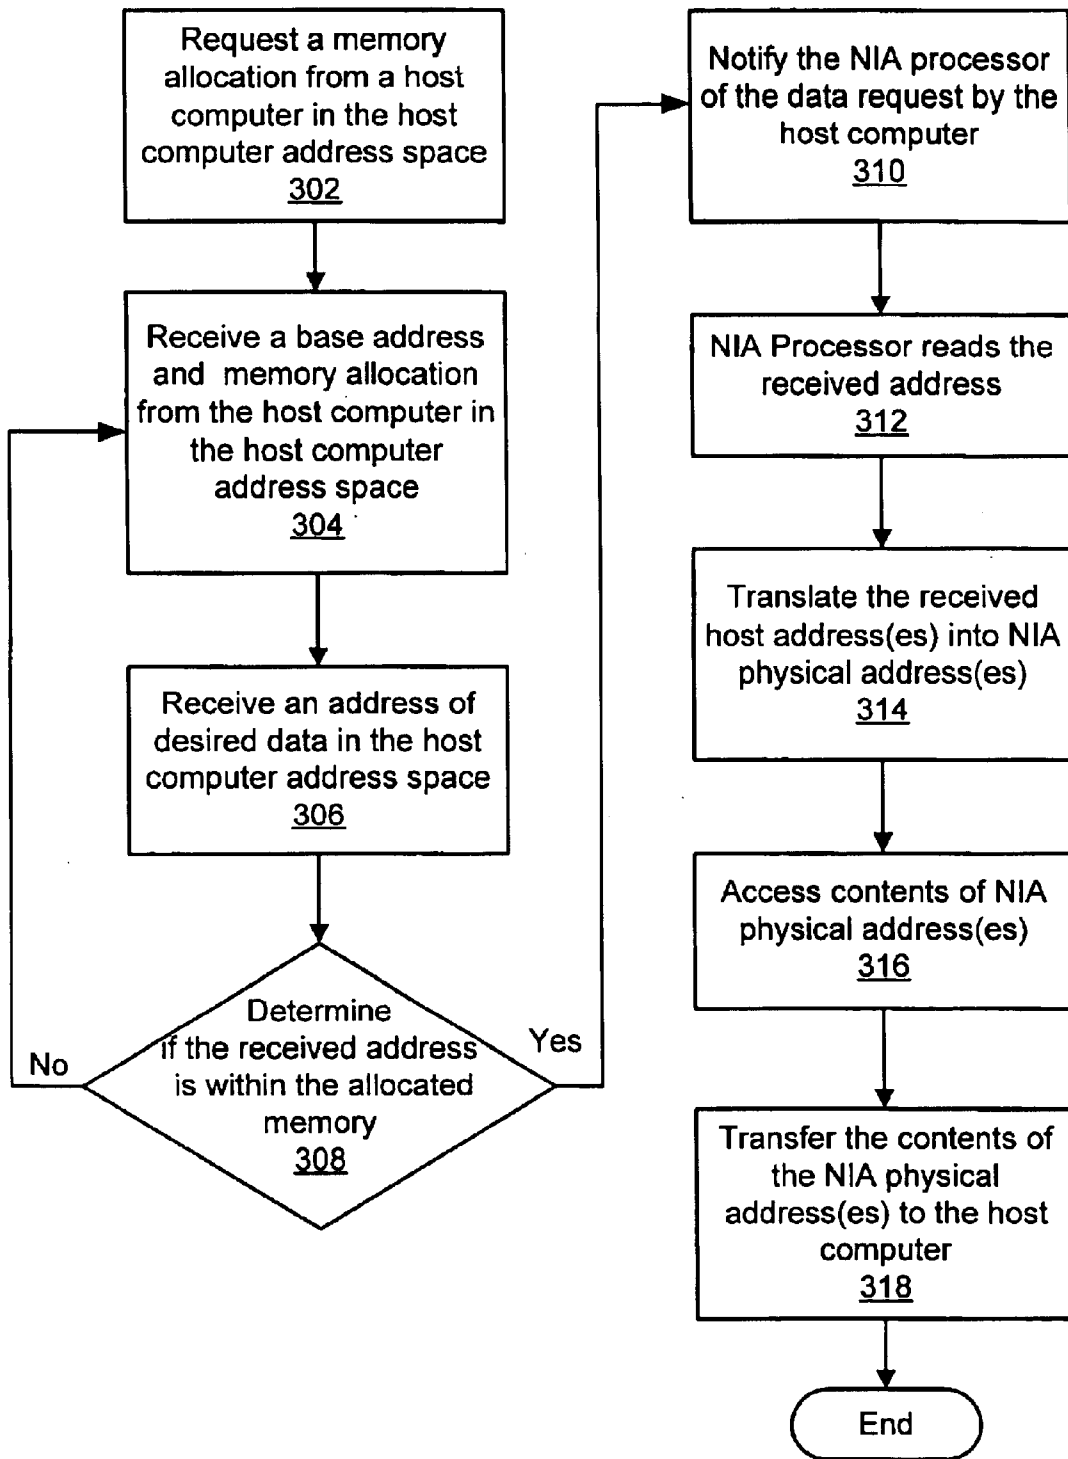 Request a memory
allocation from a host
computer in the host
computer address space
302
Receive a base address
and memory allocation
from the host computer in
the host computer
address space
304
Receive an address of
desired data in the host
computer address space
306
Determine
if the received address
is within the allocated
memory
308
No
Yes
Notify the NIA processor
of the data request by the
host computer
310
NIA Processor reads the
received address
312
Translate the received
host address(es) into NIA
physical address(es)
314
Access contents of NIA
physical address(es)
316
Transfer the contents of
the NIA physical
address(es) to the host
computer
318
End